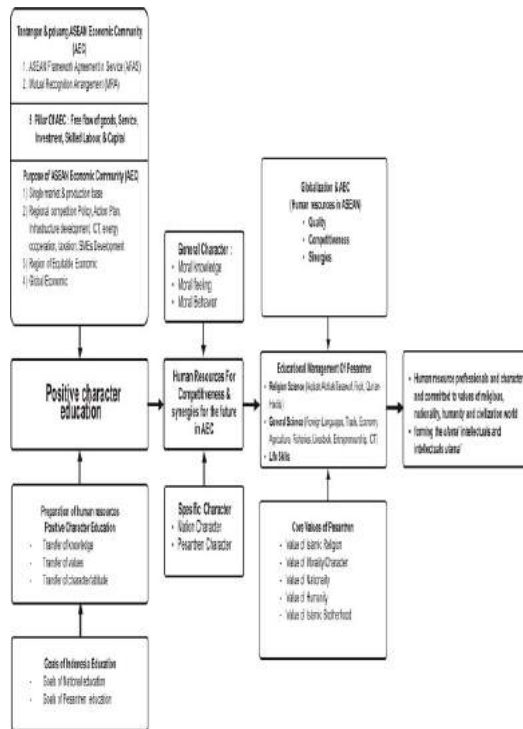 Tantangan & peluang ASEAN Economic Community
(AEC)
1. ASEAN Framework Agreement in Service (AFAS)
2. Mutual Recognition Arrangement (MRA)
Pillar Of AEC : Free flow of goods, Service,
Investment, Skilled Labour, & Capital
Purpose of ASEAN Economic Community (AEC)
1) Single market & production base
2) Regional competition Policy, Action Plan,
Infrastructure development, ICT, energy
cooperation, taxation, SMEs Development
3) Region of Equitable Economic
4) Global Economic
Positive character
education
Preparation of human resources
Positive Character Education
- Transfer of knowledge
- Transfer of values
- Transfer of character/attitude
Goals of Indonesia Education
- Goals of National education
- Goals of Pesantren education
General Character :
• Moral knowledge
• Moral feeling
• Moral Behavior
Human Resources For
Competitiveness &
synergies for the future
in AEC
Spesific Character
• Nation Character
• Pesantren Character
Globalization & AEC
(Human resources in ASEAN)
• Quality
• Competitiveness
• Sinergies
Educational Management Of Pesantren
• Religion Science
• General Science (Foreign Language, Trade, Economy
Agriculture, Fisheries, Livestock, Entrepreneurship, ICT)
• Life Skills
Core Values of Pesantren
- Value of Islamic Religion
- Value of Morality/Character
- Value of Nationality
- Value of Humanity
- Value of Islamic Brotherhood
• Human resource professionals and character
and committed to values of religious,
nationality, humanity and civilization world
• forming the intellectuals and
intellectuals